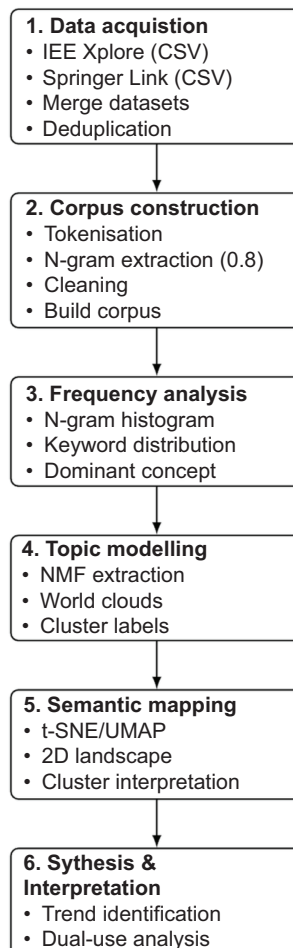 1. Data acquistion
• IEE Xplore (CSV)
• Springer Link (CSV)
• Merge datasets
• Deduplication
2. Corpus construction
• Tokenisation
• N-gram extraction (0.8)
• Cleaning
• Build corpus
3. Frequency analysis
• N-gram histogram
• Keyword distribution
• Dominant concept
4. Topic modelling
• NMF extraction
• World clouds
• Cluster labels
5. Semantic mapping
• t-SNE/UMAP
• 2D landscape
• Cluster interpretation
6. Sythesis &
Interpretation
• Trend identification
• Dual-use analysis